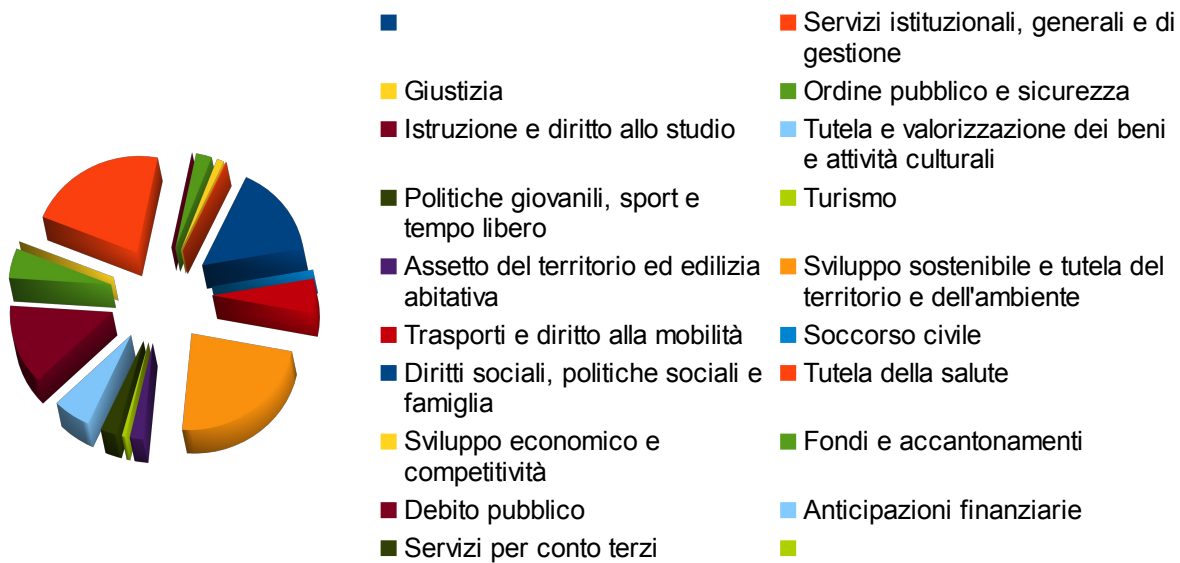 Servizi istituzionali, generali e di
gestione
Giustizia
Ordine pubblico e sicurezza
Istruzione e diritto allo studio
Tutela e valorizzazione dei beni
e attività culturali
Politiche giovanili, sport e
tempo libero
Turismo
Assetto del territorio ed edilizia
abitativa
Sviluppo sostenibile e tutela del
territorio e dell'ambiente
Trasporti e diritto alla mobilità
Soccorso civile
Diritti sociali, politiche sociali e
famiglia
Tutela della salute
Sviluppo economico e
competitività
Fondi e accantonamenti
Debito pubblico
Anticipazioni finanziarie
Servizi per conto terzi